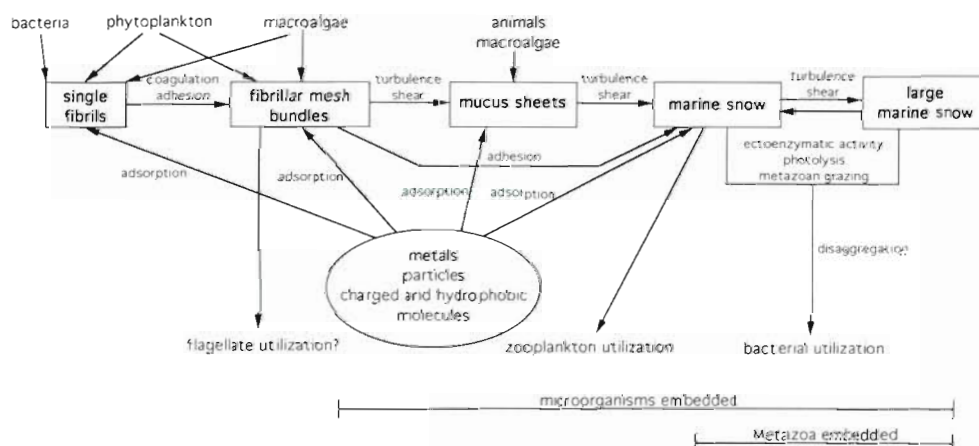 bacteria phytoplankton macroalgae animals
macroalgae
coagulation
adhesion
turbulence
shear
turbulence
shear
turbulence
shear
single
fibrils
fibrillar mesh
bundles
mucus sheets
marine snow
large
marine snow
adhesion
ectoenzymatic activity
photolysis
metazoan grazing
adsorption
adsorption
adsorption
adsorption
disaggregation
metals
particles
charged and hydrophobic
molecules
flagellate utilization?
zooplankton utilization
bacterial utilization
microorganisms embedded
Metazoa embedded